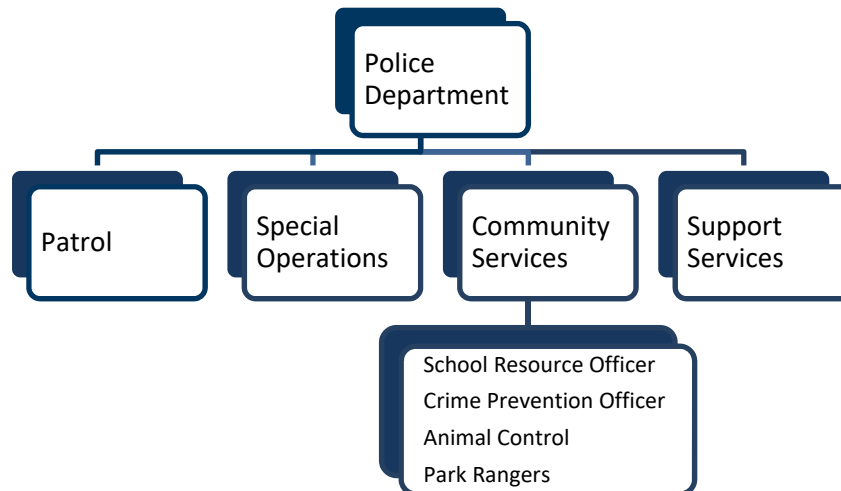 Police
Department
Patrol
Special
Operations
Community
Services
Support
Services
School Resource Officer
Crime Prevention Officer
Animal Control
Park Rangers